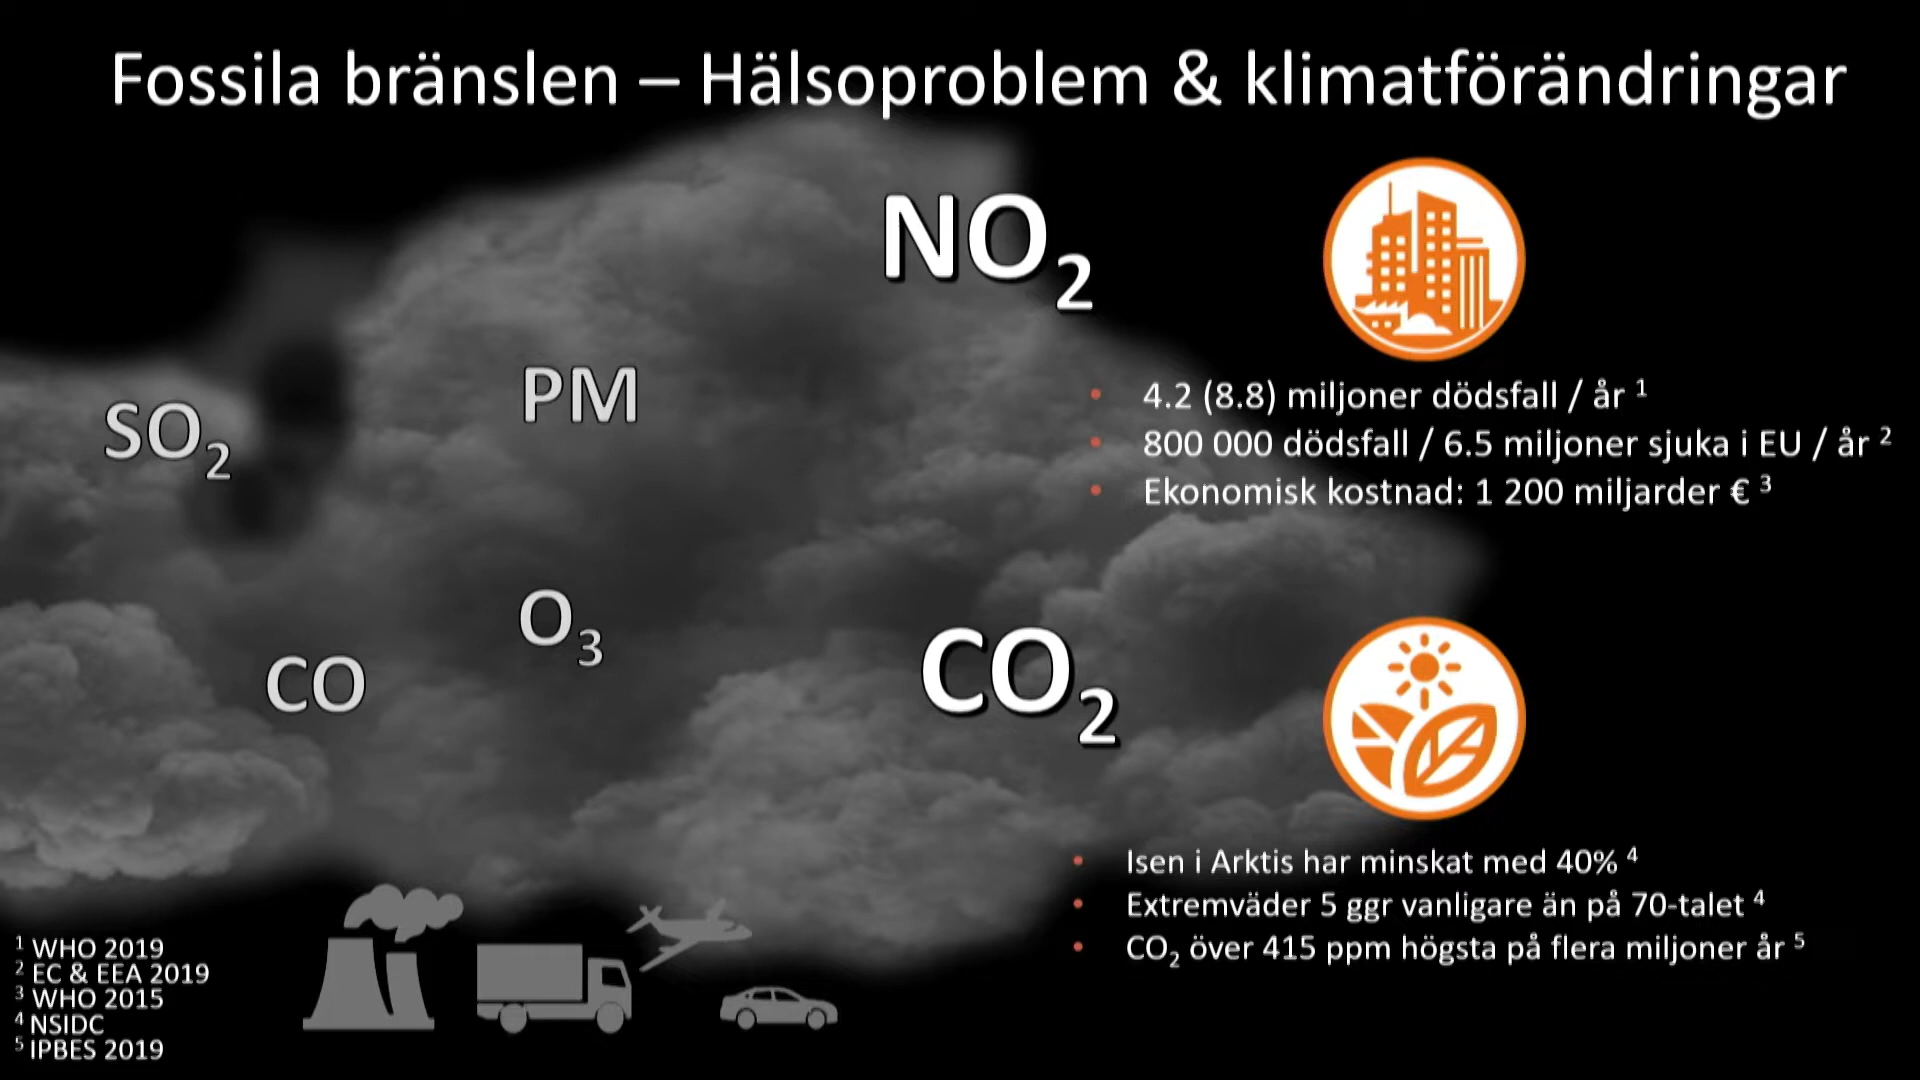 Fossila bränslen – Hälsoproblem & klimatförändringar
NO₂
PM
SO₂
O₃
CO
CO₂
• 4.2 (8.8) miljoner dödsfall / år ¹
• 800 000 dödsfall / 6.5 miljoner sjuka i EU / år ²
• Ekonomisk kostnad: 1 200 miljarder € ³
• Isen i Arktis har minskat med 40% ⁴
• Extremväder 5 ggr vanligare än på 70-talet ⁴
• CO₂ över 415 ppm högsta på flera miljoner år ⁵
¹ WHO 2019
² EC & EEA 2019
³ WHO 2015
⁴ NSIDC
⁵ IPBES 2019